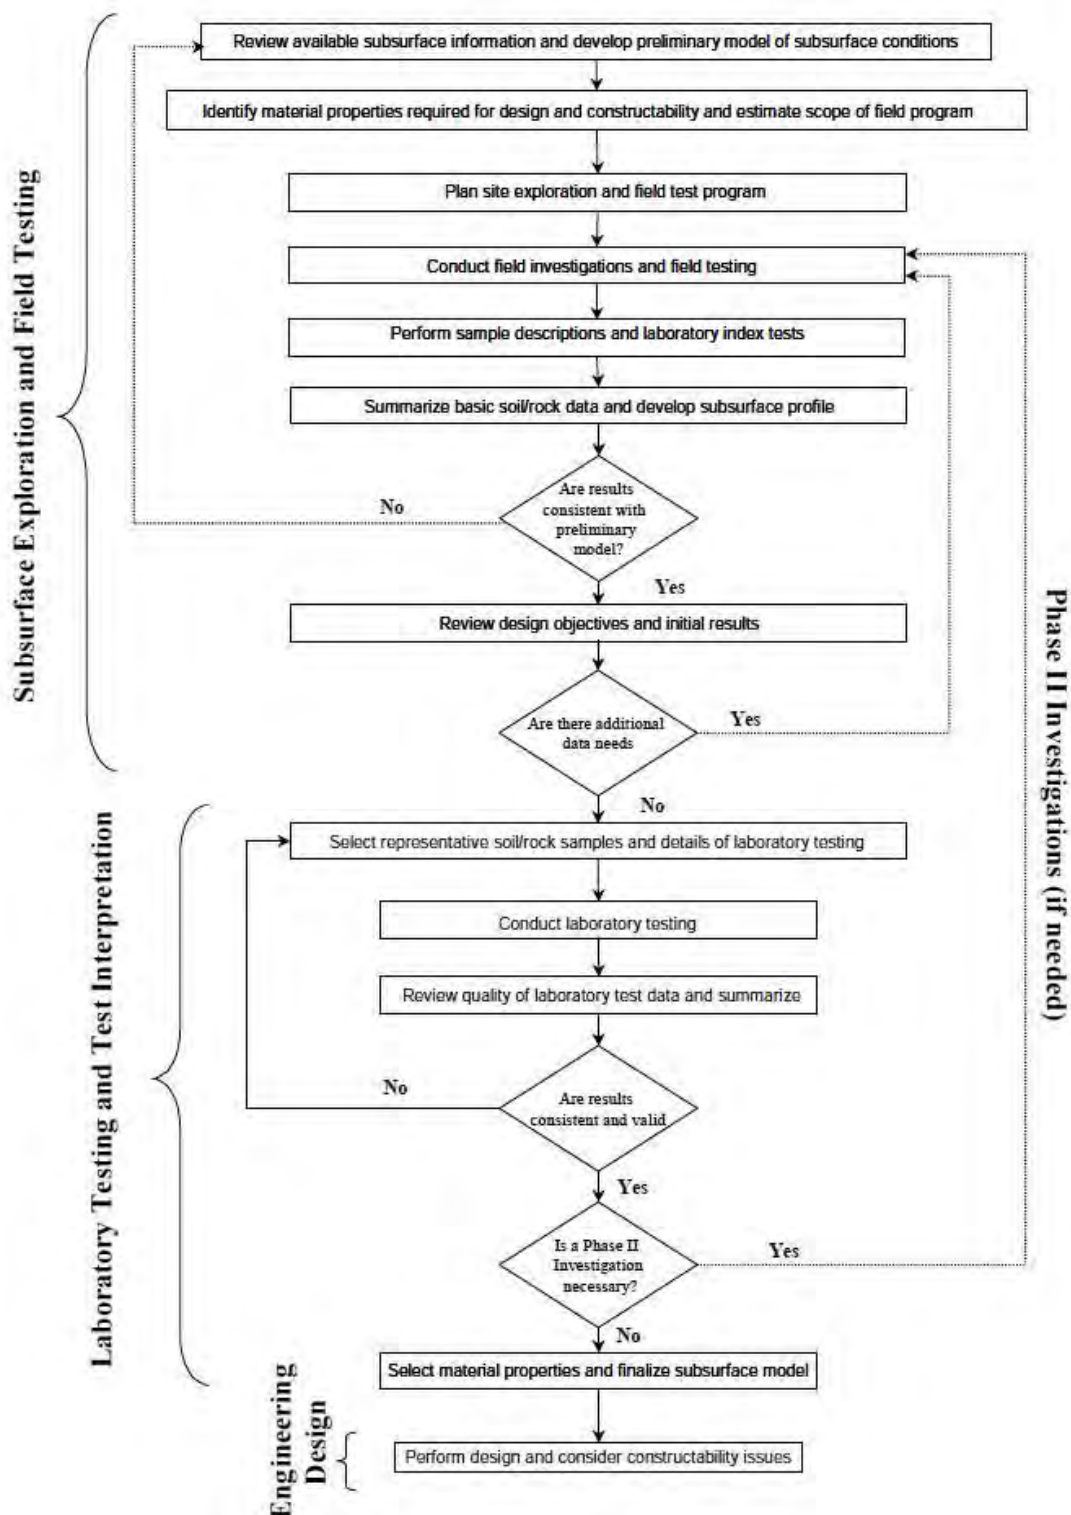 Review available subsurface information and develop preliminary model of subsurface conditions
Identify material properties required for design and constructability and estimate scope of field program
Plan site exploration and field test program
Conduct field investigations and field testing
Perform sample descriptions and laboratory index tests
Summarize basic soil/rock data and develop subsurface profile
Are results
consistent with
preliminary
model?
No
Yes
Review design objectives and initial results
Are there additional
data needs
Yes
No
Subsurface Exploration and Field Testing
Select representative soil/rock samples and details of laboratory testing
Conduct laboratory testing
Review quality of laboratory test data and summarize
Are results
consistent and valid
No
Yes
Is a Phase II
Investigation
necessary?
Yes
No
Select material properties and finalize subsurface model
Laboratory Testing and Test Interpretation
Phase II Investigations (if needed)
Engineering
Design
Perform design and consider constructability issues